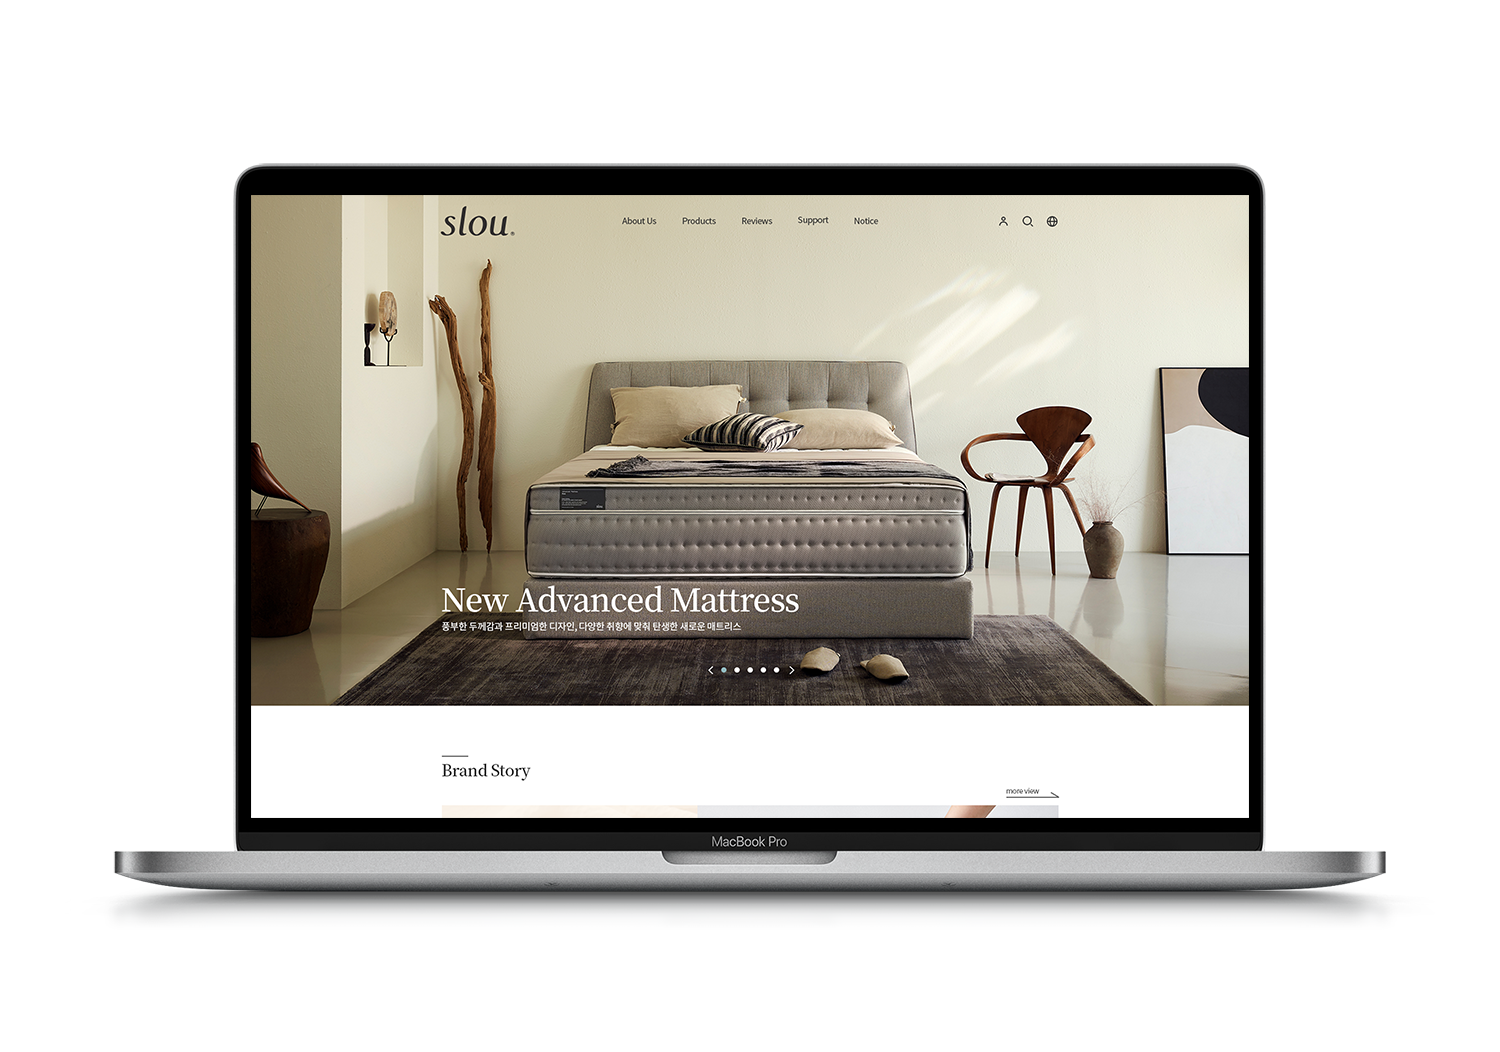 slou®
About Us Products Reviews Support Notice
New Advanced Mattress
풍부한 두께감과 프리미엄한 디자인, 다양한 취향에 맞춰 탄생한 새로운 매트리스
Brand Story
more view
MacBook Pro